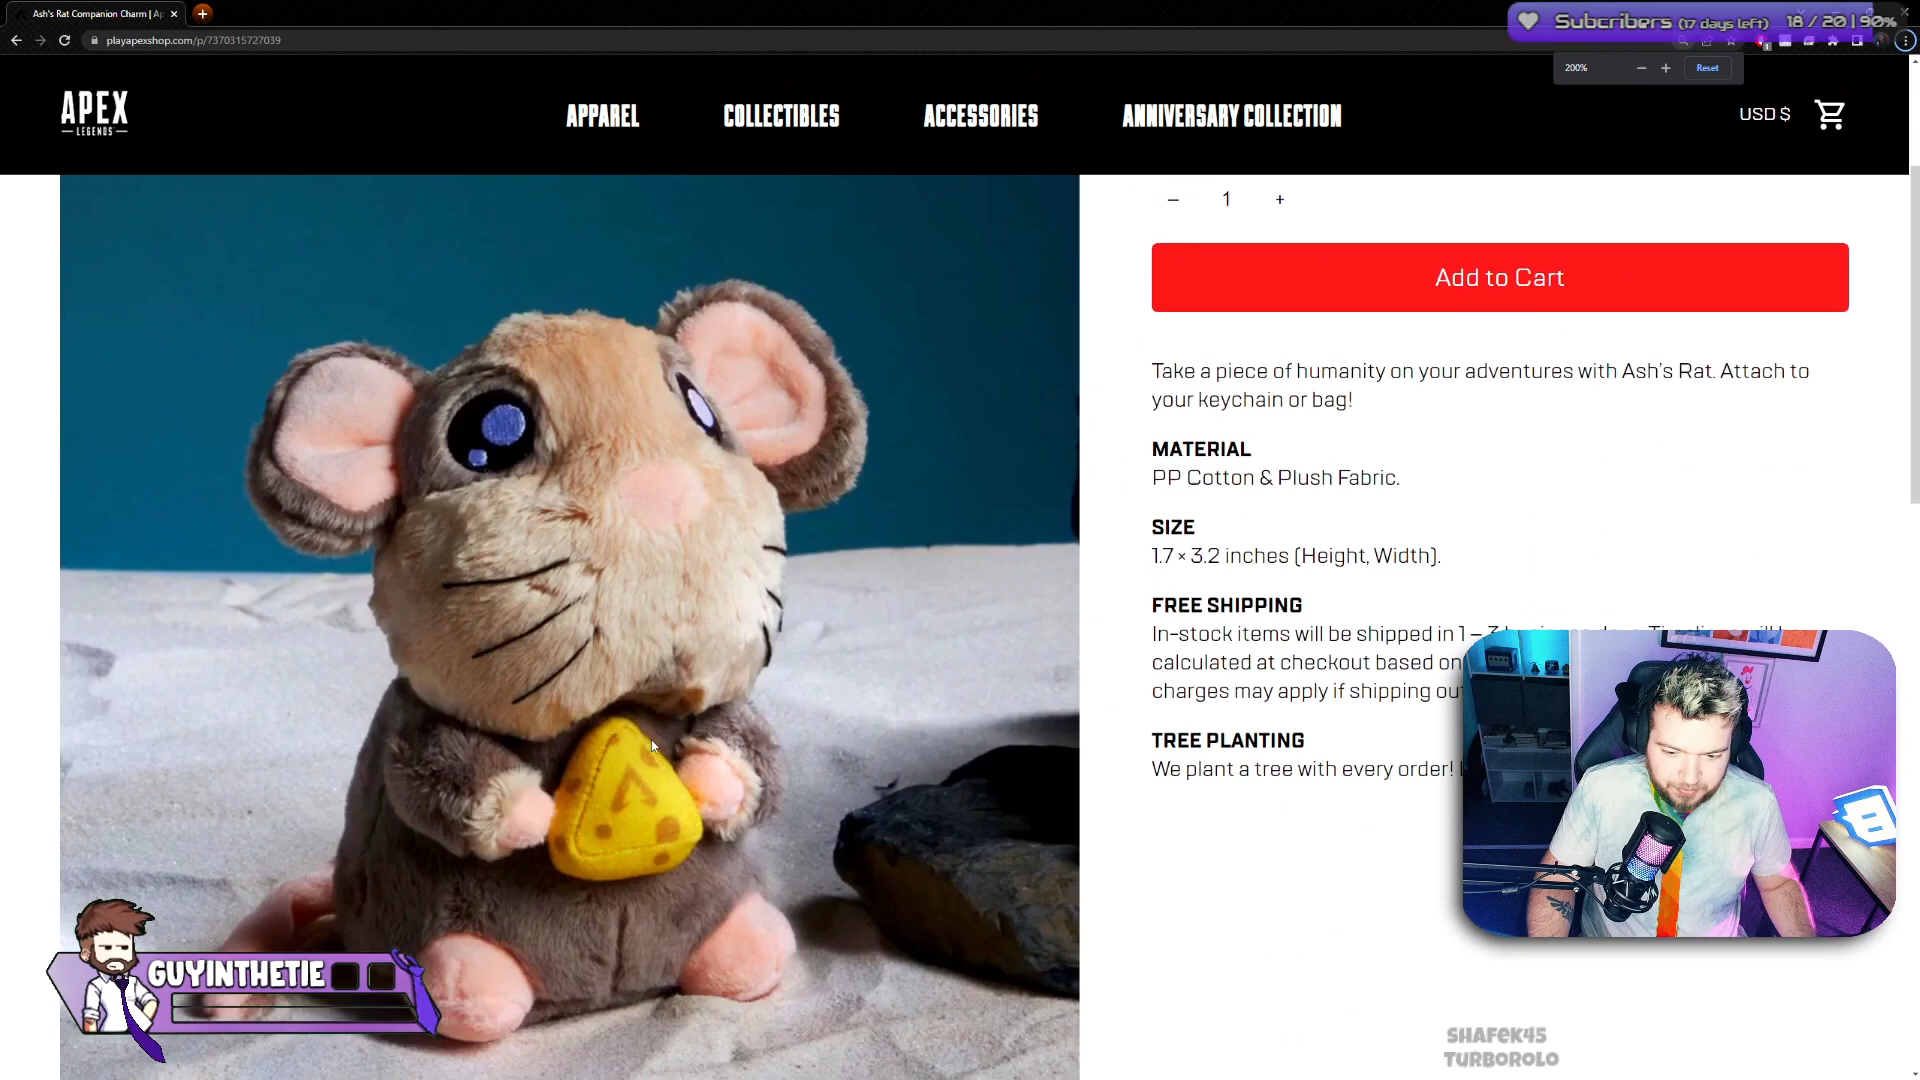 Ash's Rat Companion Charm | Ap
Subcribers (17 days left) 18 / 20 | 90%
playapexshop.com/p/7370315727039
200%
Reset
APEX
LEGENDS
APPAREL
COLLECTIBLES
ACCESSORIES
ANNIVERSARY COLLECTION
USD $
– 1 +
Add to Cart
Take a piece of humanity on your adventures with Ash's Rat. Attach to
your keychain or bag!
MATERIAL
PP Cotton & Plush Fabric.
SIZE
1.7 × 3.2 inches (Height, Width).
FREE SHIPPING
In-stock items will be shipped in 1 –
calculated at checkout based on
charges may apply if shipping
TREE PLANTING
We plant a tree with every order!
GUYINTHETIE
SHAFEK45
TURBOROLO